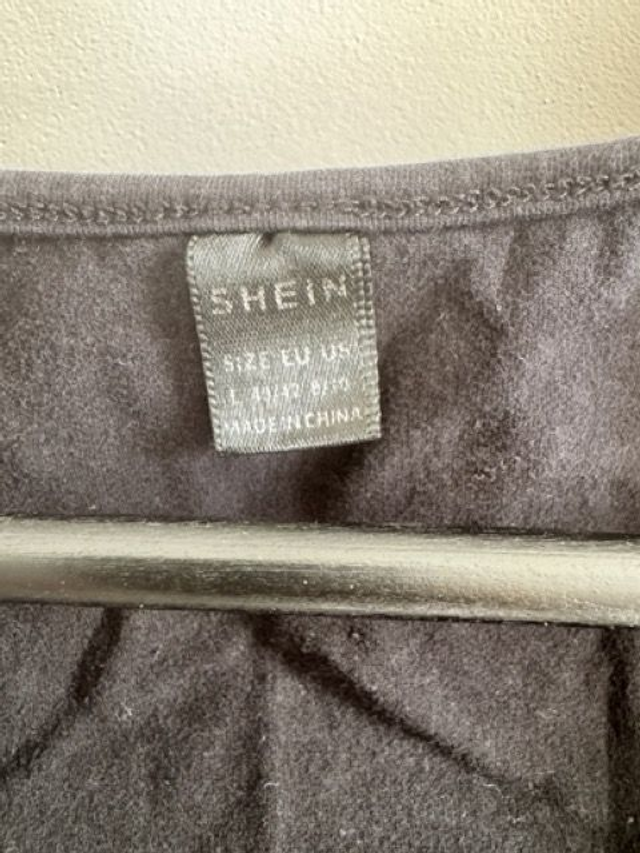 SHEIN
SIZE EU US
L 40/42 8/10
MADE IN CHINA